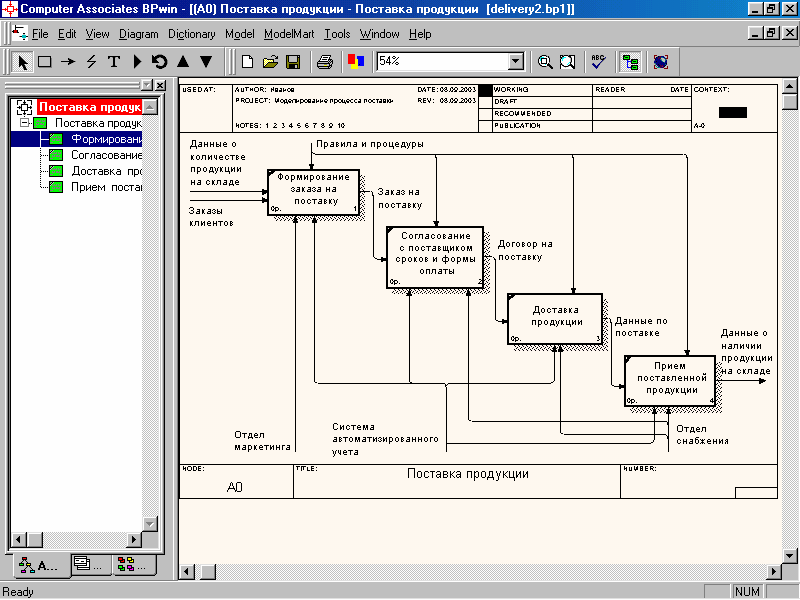 Computer Associates BPwin - [(A0) Поставка продукции - Поставка продукции [delivery2.bp1]]
File Edit View Diagram Dictionary Model ModelMart Tools Window Help
54%
Поставка продук
Поставка продук
Формировани
Согласование
Доставка про
Прием поста
A...
...
...
USED AT:
AUTHOR: Иванов
DATE: 08.09.2003
PROJECT: Моделирование процесса поставки
REV: 08.09.2003
NOTES: 1 2 3 4 5 6 7 8 9 10
WORKING
DRAFT
RECOMMENDED
PUBLICATION
READER DATE
CONTEXT:
A-0
Данные о
количестве
продукции
на складе
Правила и процедуры
Заказы
клиентов
Формирование
заказа на
поставку
0р. 1
Заказ на
поставку
Согласование
с поставщиком
сроков и формы
оплаты
0р. 2
Договор на
поставку
Доставка
продукции
0р. 3
Данные по
поставке
Прием
поставленной
продукции
0р. 4
Данные о
наличии
продукции
на складе
Отдел
маркетинга
Система
автоматизированного
учета
Отдел
снабжения
NODE:
A0
TITLE:
Поставка продукции
NUMBER:
Ready
NUM